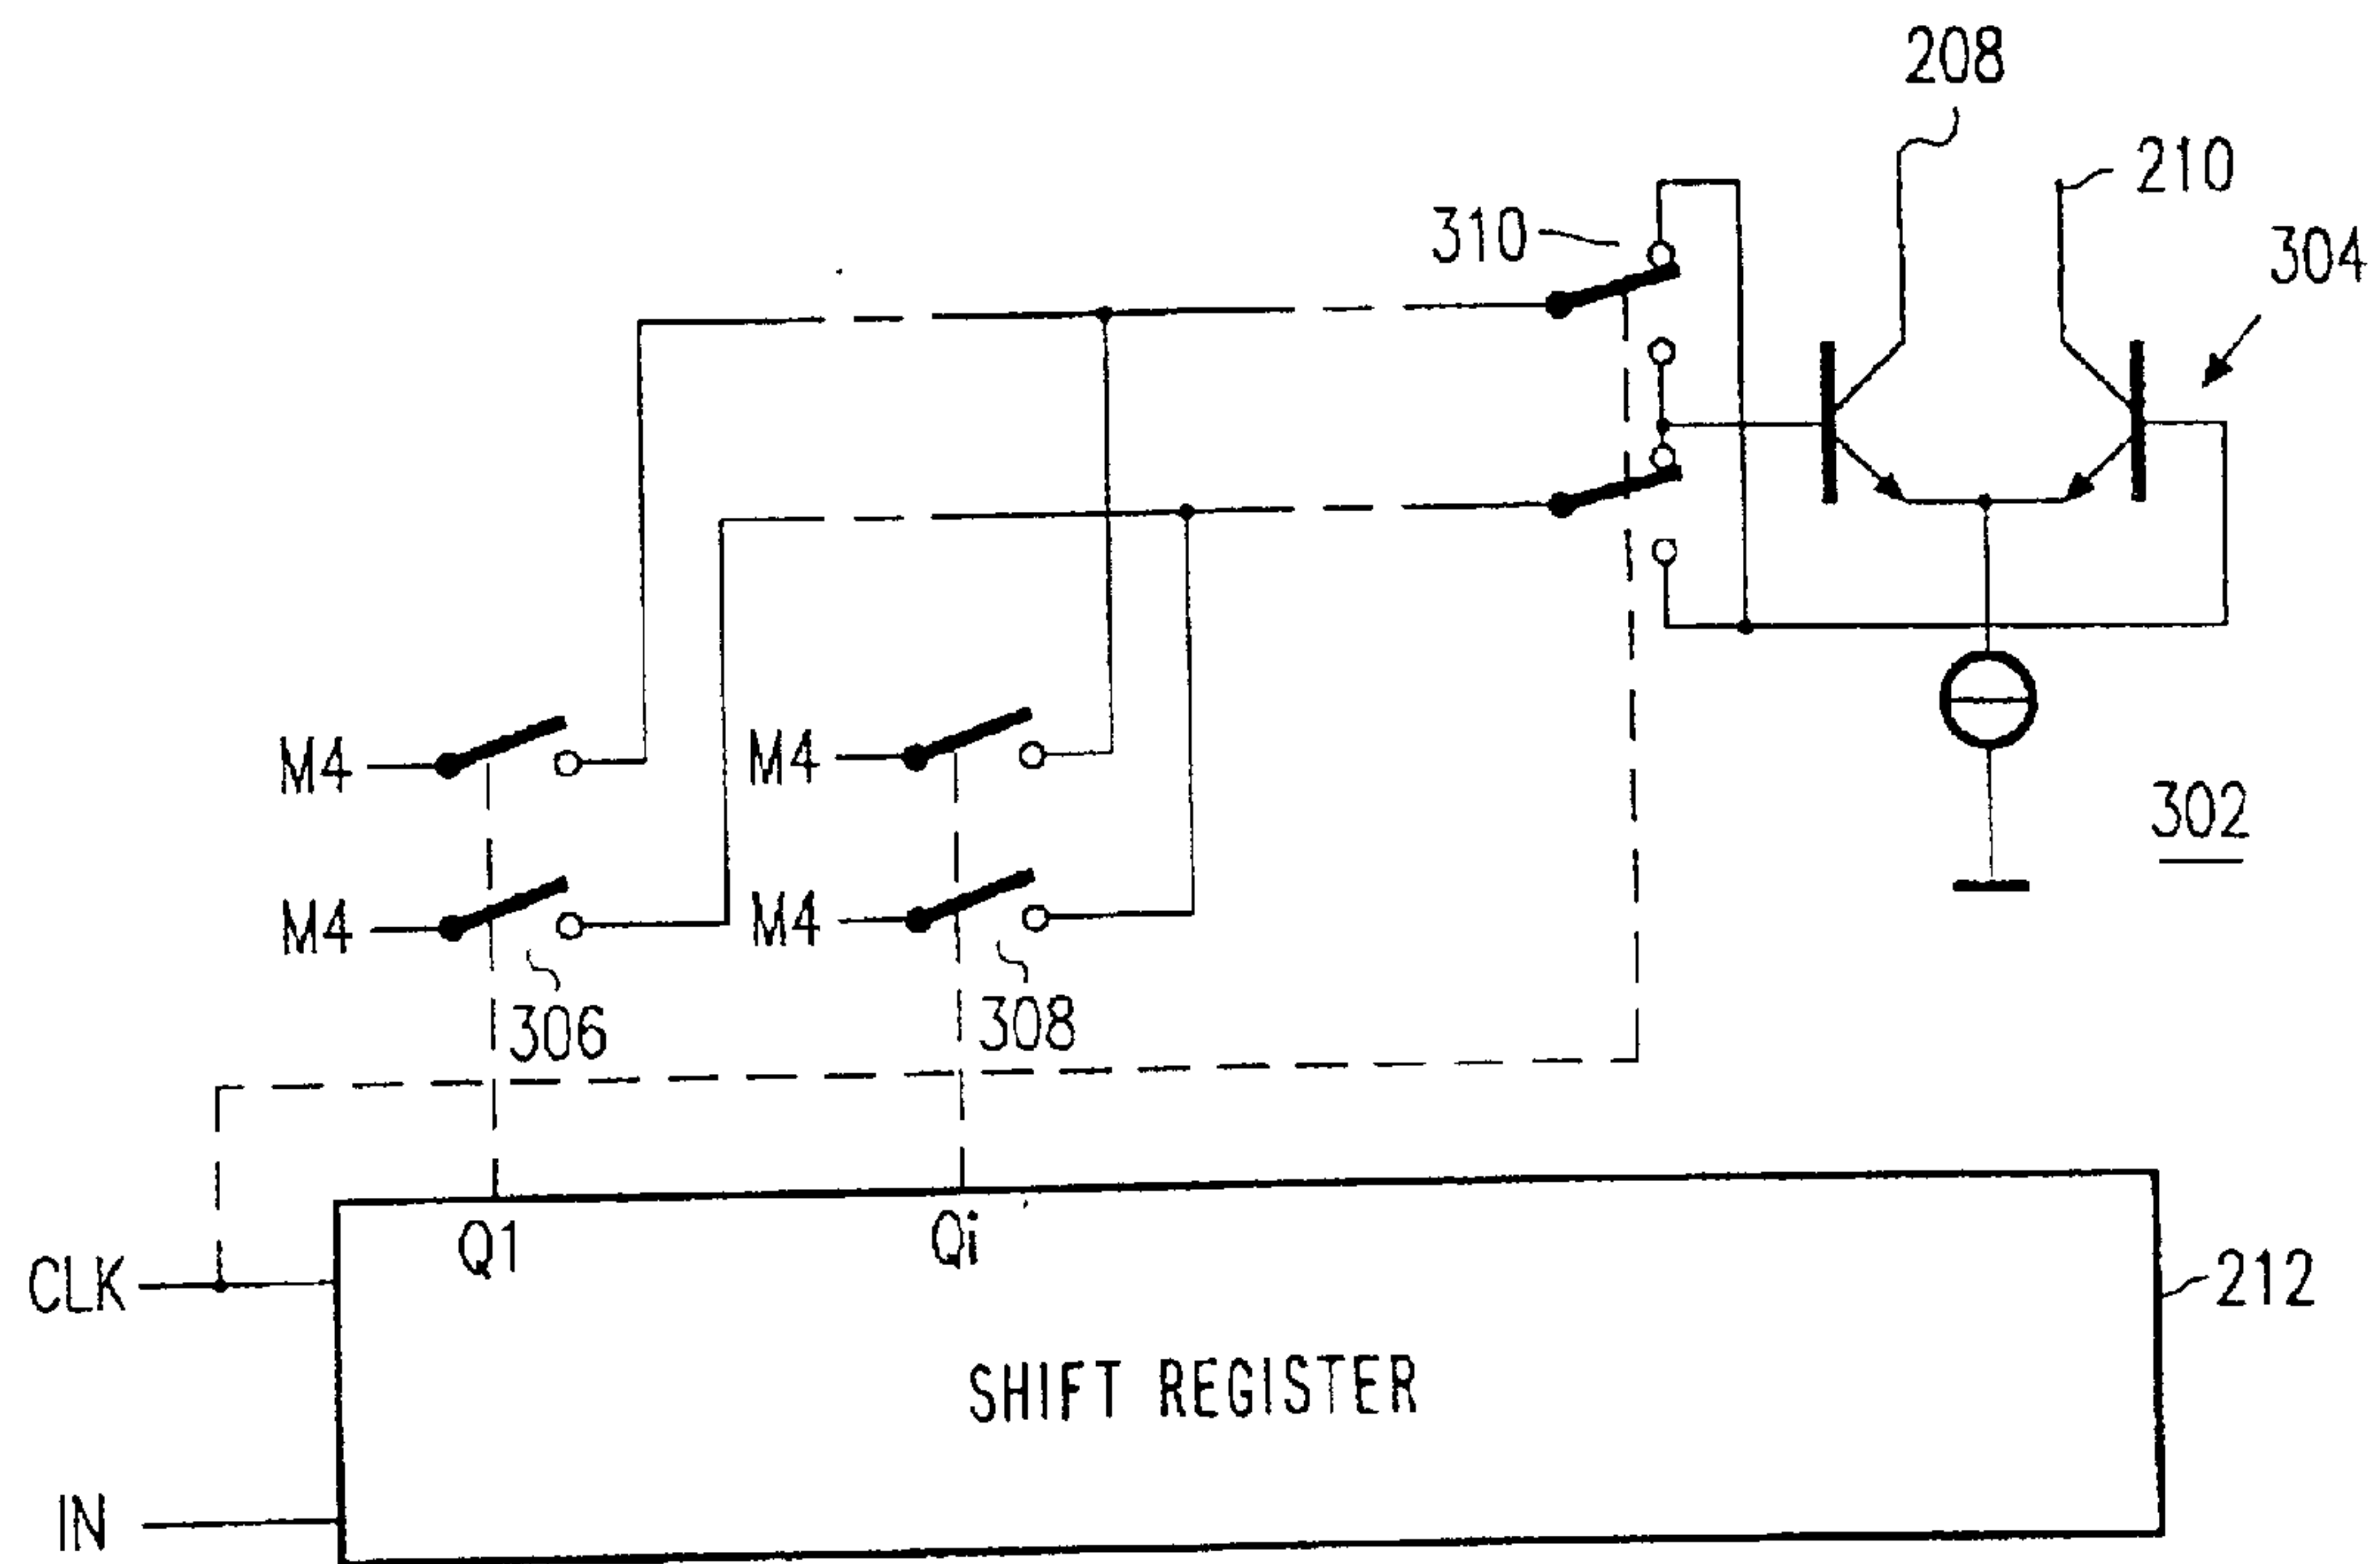 208
210
310
304
M4
M4
302
M4
M4
306
308
Q1
Qi
CLK
212
SHIFT REGISTER
IN